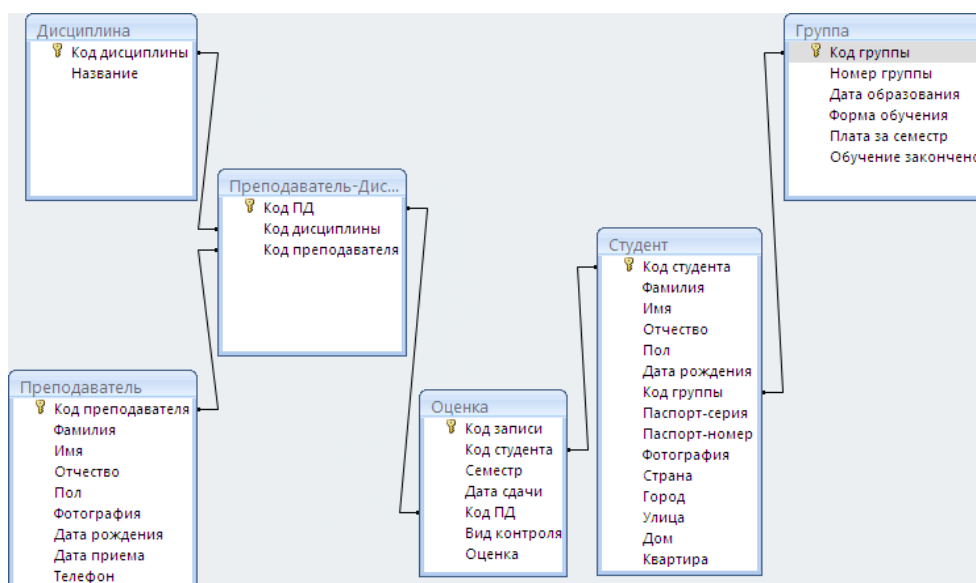 Дисциплина
Код дисциплины
Название
Преподаватель-Дис...
Код ПД
Код дисциплины
Код преподавателя
Преподаватель
Код преподавателя
Фамилия
Имя
Отчество
Пол
Фотография
Дата рождения
Дата приема
Телефон
Оценка
Код записи
Код студента
Семестр
Дата сдачи
Код ПД
Вид контроля
Оценка
Студент
Код студента
Фамилия
Имя
Отчество
Пол
Дата рождения
Код группы
Паспорт-серия
Паспорт-номер
Фотография
Страна
Город
Улица
Дом
Квартира
Группа
Код группы
Номер группы
Дата образования
Форма обучения
Плата за семестр
Обучение закончено